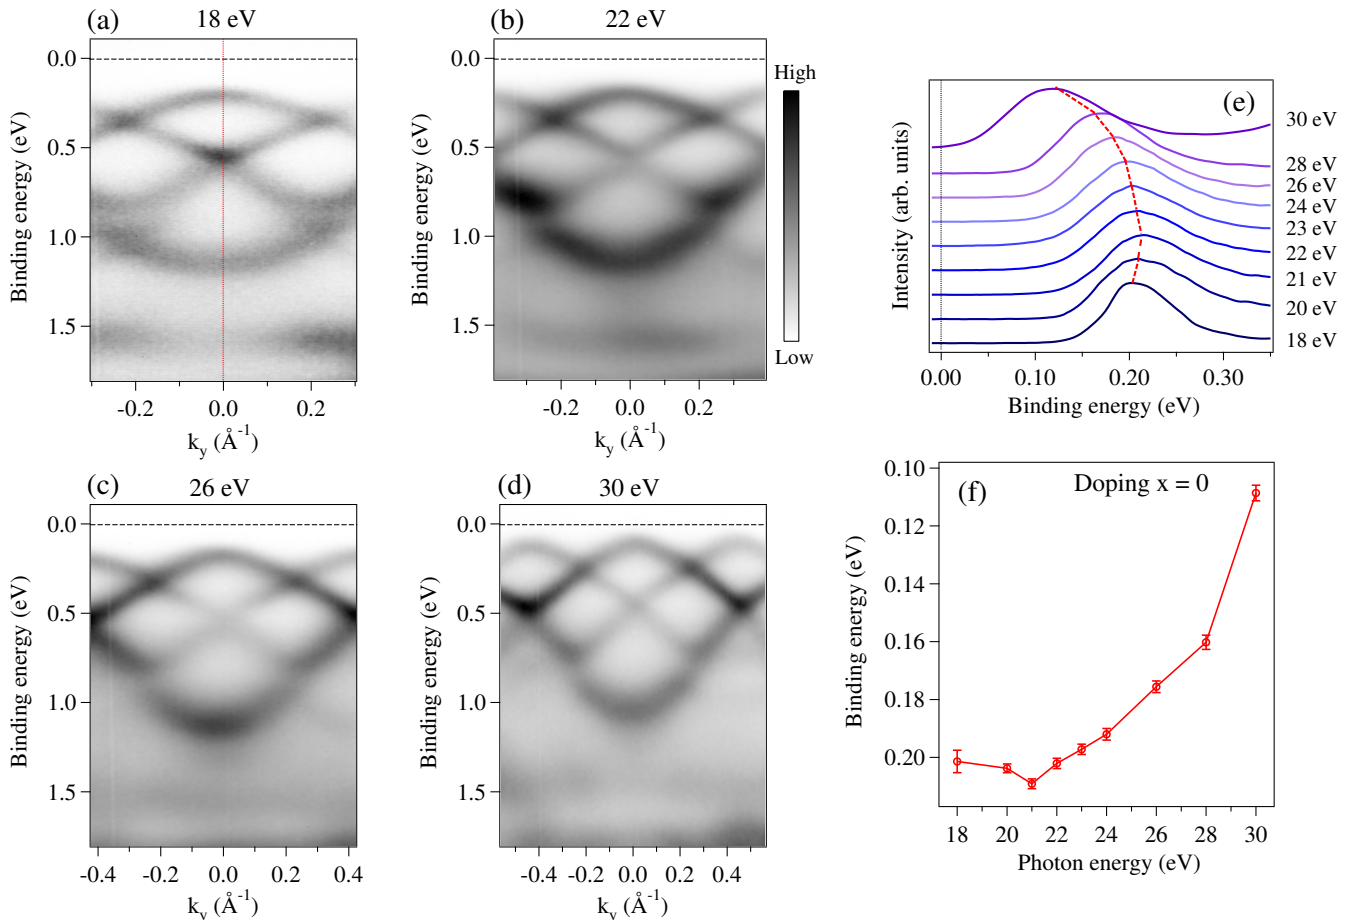 (a)
18 eV
0.0
0.5
1.0
1.5
Binding energy (eV)
-0.2
0.0
0.2
k_y (Å^-1)
(b)
22 eV
0.0
0.5
1.0
1.5
Binding energy (eV)
-0.2
0.0
0.2
k_y (Å^-1)
High
Low
(e)
30 eV
28 eV
26 eV
24 eV
23 eV
22 eV
21 eV
20 eV
18 eV
Intensity (arb. units)
0.00
0.10
0.20
0.30
Binding energy (eV)
(c)
26 eV
0.0
0.5
1.0
1.5
Binding energy (eV)
-0.4
-0.2
0.0
0.2
0.4
k_y (Å^-1)
(d)
30 eV
0.0
0.5
1.0
1.5
Binding energy (eV)
-0.4
-0.2
0.0
0.2
0.4
k_y (Å^-1)
(f)
Doping x = 0
0.10
0.12
0.14
0.16
0.18
0.20
Binding energy (eV)
18
20
22
24
26
28
30
Photon energy (eV)